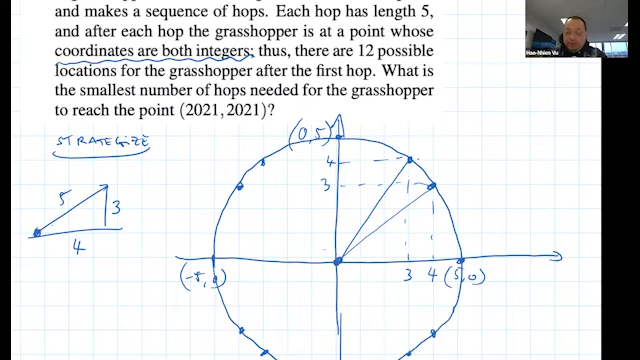 and makes a sequence of hops. Each hop has length 5,
and after each hop the grasshopper is at a point whose
coordinates are both integers; thus, there are 12 possible
locations for the grasshopper after the first hop. What is
the smallest number of hops needed for the grasshopper
to reach the point (2021, 2021)?
STRATEGIZE
(0,5)
4
3
5
3
4
(-5, 0)
3 4 (5,0)
Han-Nhien Vu